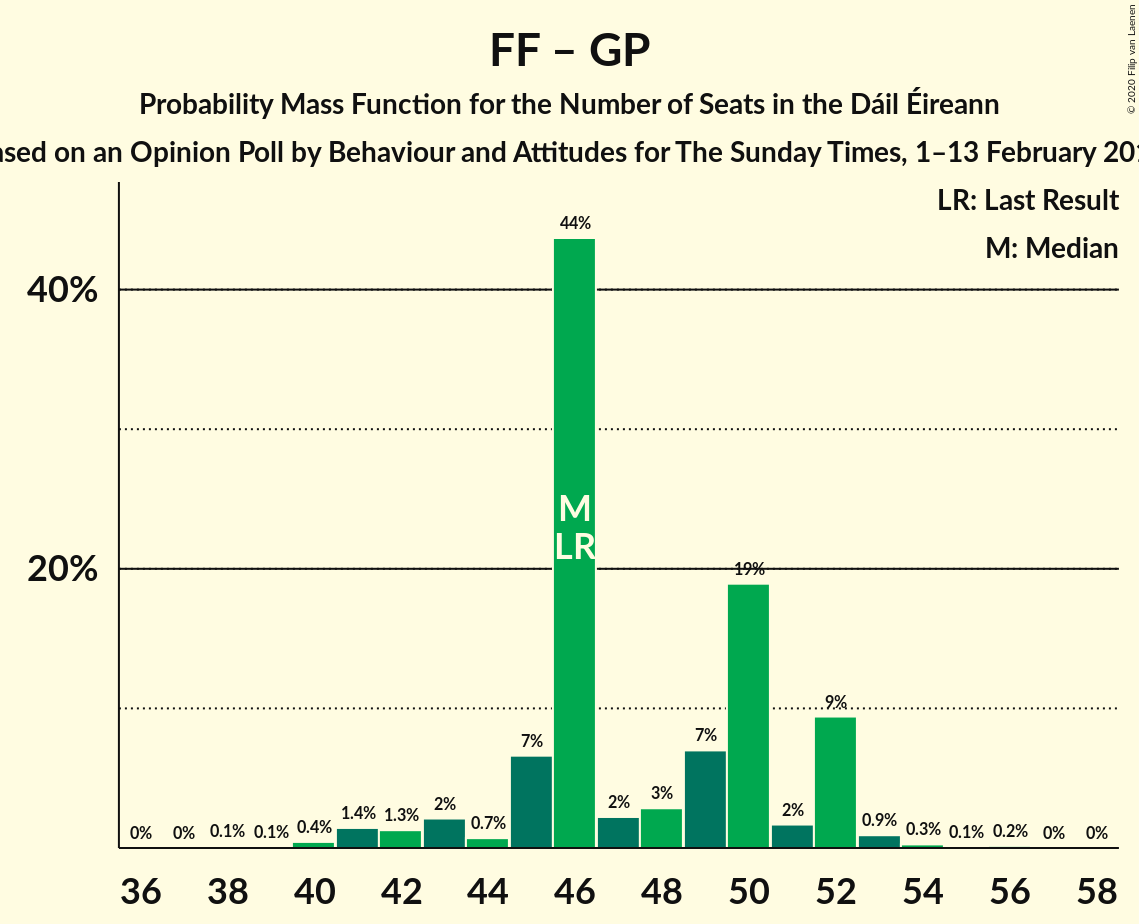 FF – GP
Probability Mass Function for the Number of Seats in the Dáil Éireann
on an Opinion Poll by Behaviour and Attitudes for The Sunday Times, 1–13 February
© 2020 Filip van Laenen
LR: Last Result
M: Median
40%
20%
0%
0%
0.1%
0.1%
0.4%
1.4%
1.3%
2%
0.7%
7%
44%
2%
3%
7%
19%
2%
9%
0.9%
0.3%
0.1%
0.2%
0%
0%
M
LR
36 38 40 42 44 46 48 50 52 54 56 58